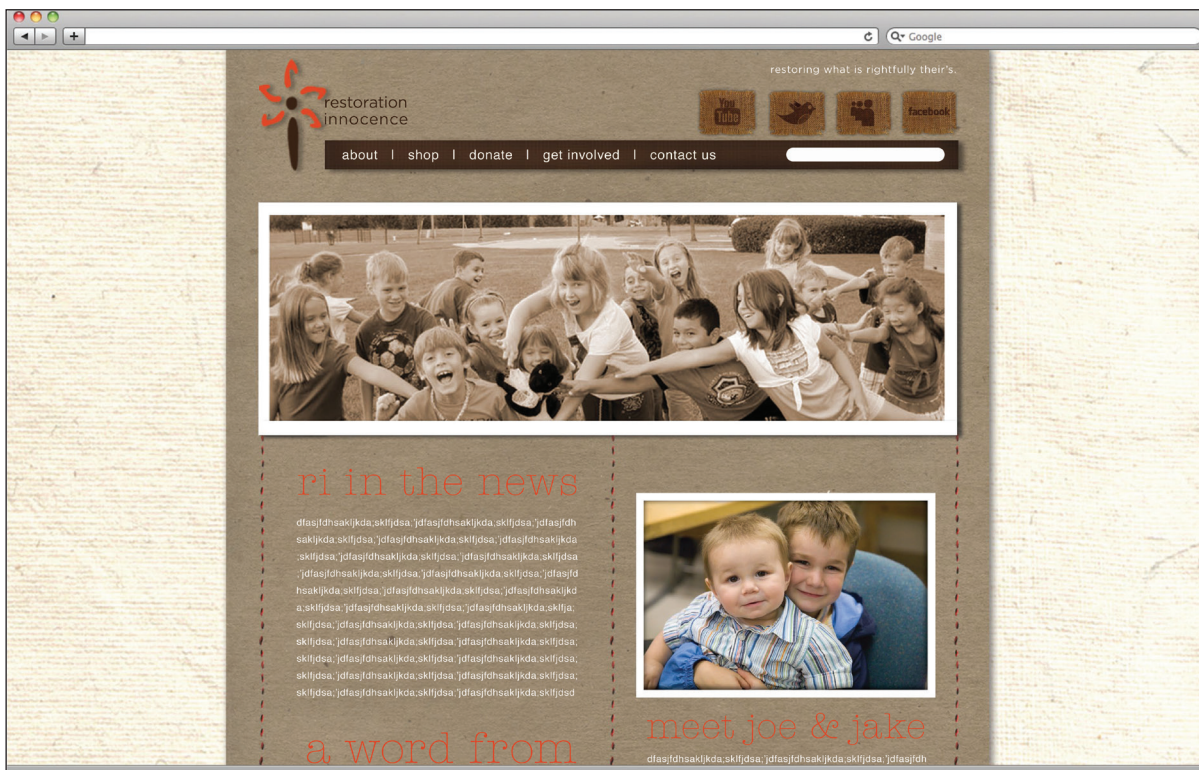 Google
restoring what is rightfully their's.
restoration
innocence
You
Tube
facebook
about | shop | donate | get involved | contact us
ri in the news
dfasjfdhsakljkda;sklfjdsa;'jdfasjfdhsakljkda;sklfjdsa;'jdfasjfdh
sakljkda;sklfjdsa;'jdfasjfdhsakljkda;sklfjdsa;'jdfasjfdhsakljkda
;sklfjdsa;'jdfasjfdhsakljkda;sklfjdsa;'jdfasjfdhsakljkda;sklfjdsa
;'jdfasjfdhsakljkda;sklfjdsa;'jdfasjfdhsakljkda;sklfjdsa;'jdfasjfd
hsakljkda;sklfjdsa;'jdfasjfdhsakljkda;sklfjdsa;'jdfasjfdhsakljkd
a;sklfjdsa;'jdfasjfdhsakljkda;sklfjdsa;'jdfasjfdhsakljkda;sklfja;
sklfjdsa;'jdfasjfdhsakljkda;sklfjdsa;'jdfasjfdhsakljkda;sklfjdsa;
sklfjdsa;'jdfasjfdhsakljkda;sklfjdsa;'jdfasjfdhsakljkda;sklfjdsa;
sklfjdsa;'jdfasjfdhsakljkda;sklfjdsa;'jdfasjfdhsakljkda;sklfjdsa;
sklfjdsa;'jdfasjfdhsakljkda;sklfjdsa;'jdfasjfdhsakljkda;sklfjdsa;
sklfjdsa;'jdfasjfdhsakljkda;sklfjdsa;'jdfasjfdhsakljkda;sklfjdsd
a word from
meet joe & jake
dfasjfdhsakljkda;sklfjdsa;'jdfasjfdhsakljkda;sklfjdsa;'jdfasjfdh